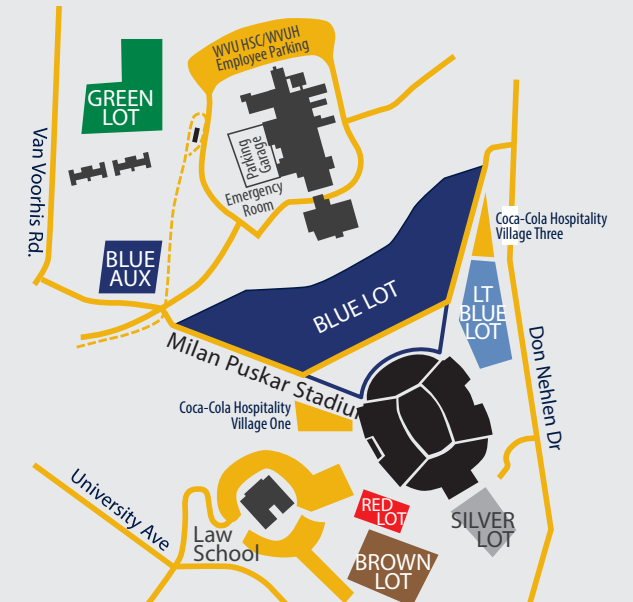 WVU HSC/WVUH
Employee Parking
GREEN
LOT
Van Voorhis Rd.
Parking
Garage
Emergency
Room
Coca-Cola Hospitality
Village Three
BLUE
AUX
BLUE LOT
LT
BLUE
LOT
Milan Puskar Stadiu
Don Nehlen Dr
Coca-Cola Hospitality
Village One
University Ave
RED
LOT
SILVER
LOT
Law
School
BROWN
LOT